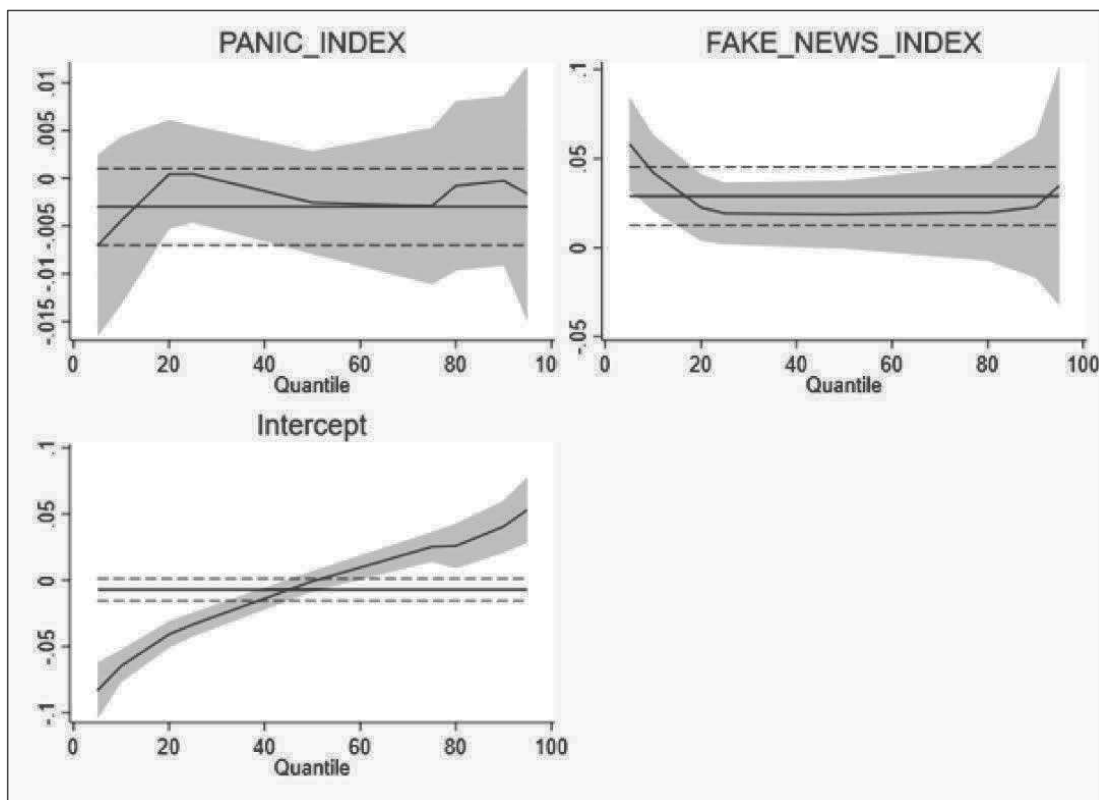 PANIC_INDEX
.01
.005
0
-.005
-.01
-.015
0 20 40 60 80 10
Quantile
FAKE_NEWS_INDEX
.1
.05
0
-.05
0 20 40 60 80 100
Quantile
Intercept
.1
.05
0
-.05
-.1
0 20 40 60 80 100
Quantile